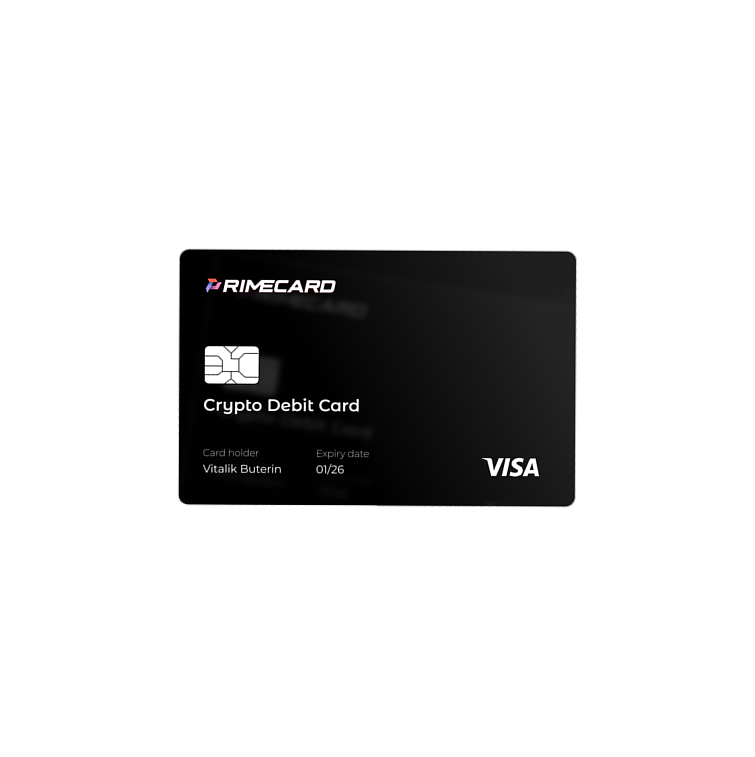 PRIMECARD
Crypto Debit Card
Card holder Expiry date
Vitalik Buterin 01/26
VISA